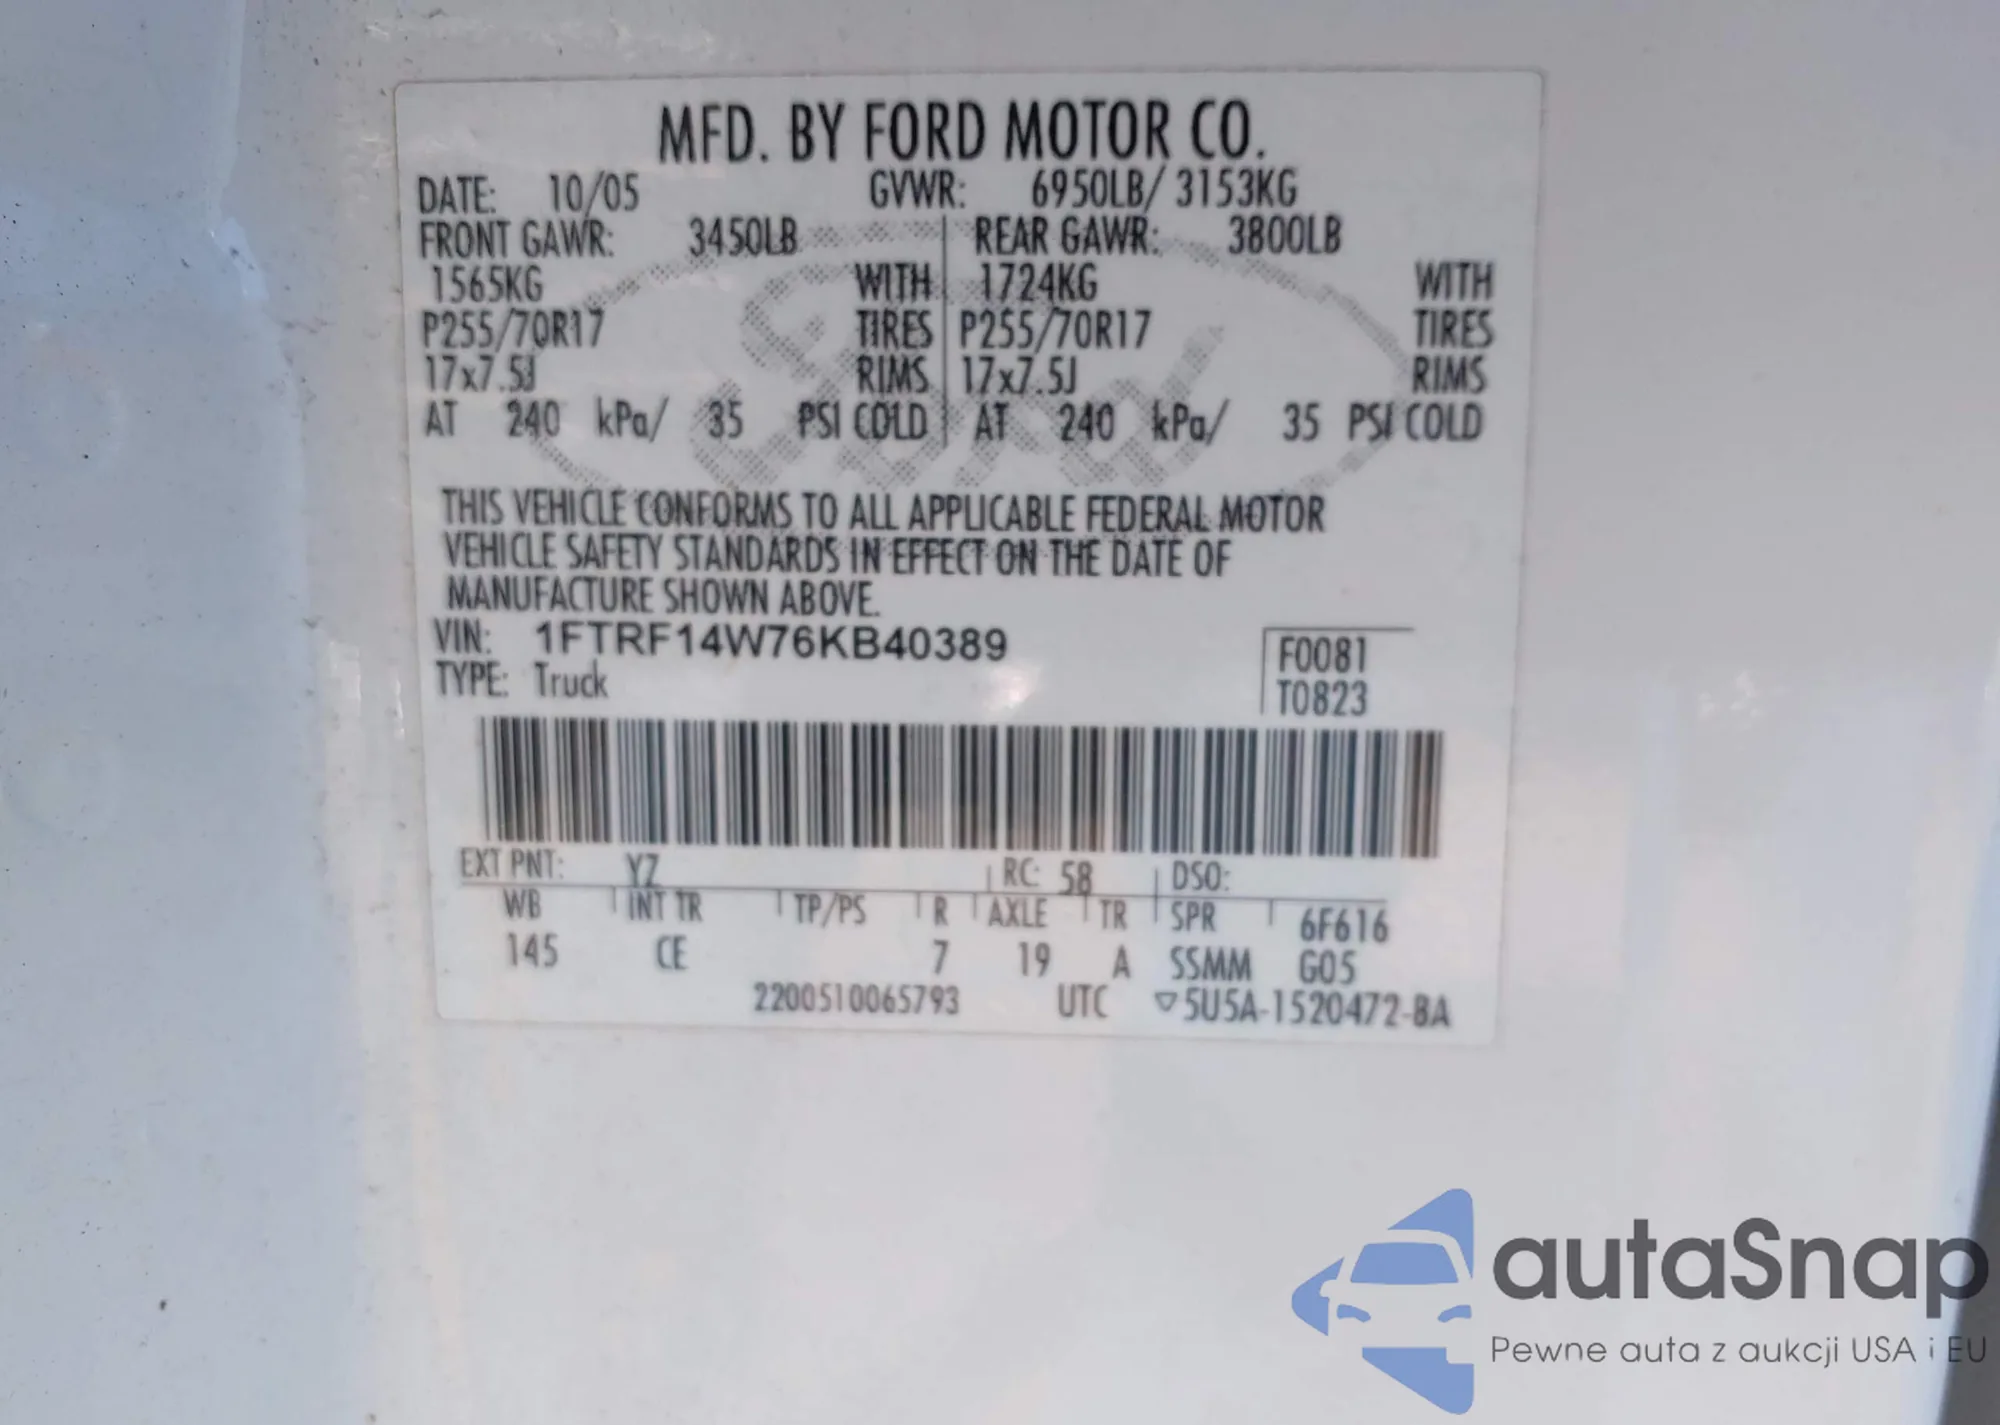 MFD. BY FORD MOTOR CO.
DATE: 10/05 GVWR: 6950LB/ 3153KG
FRONT GAWR: 3450LB REAR GAWR: 3800LB
1565KG WITH 1724KG WITH
P255/70R17 TIRES P255/70R17 TIRES
17x7.5J RIMS 17x7.5J RIMS
AT 240 kPa/ 35 PSI COLD AT 240 kPa/ 35 PSI COLD
THIS VEHICLE CONFORMS TO ALL APPLICABLE FEDERAL MOTOR
VEHICLE SAFETY STANDARDS IN EFFECT ON THE DATE OF
MANUFACTURE SHOWN ABOVE.
VIN: 1FTRF14W76KB40389 F0081
TYPE: Truck T0823
EXT PNT: YZ RC: 58 DSO:
WB INT TR TP/PS R AXLE TR SPR 6F616
145 CE 7 19 A SSMM G05
2200510065793 UTC ▽5U5A-1520472-BA
Ford
autaSnap
Pewne auta z aukcji USA i EU